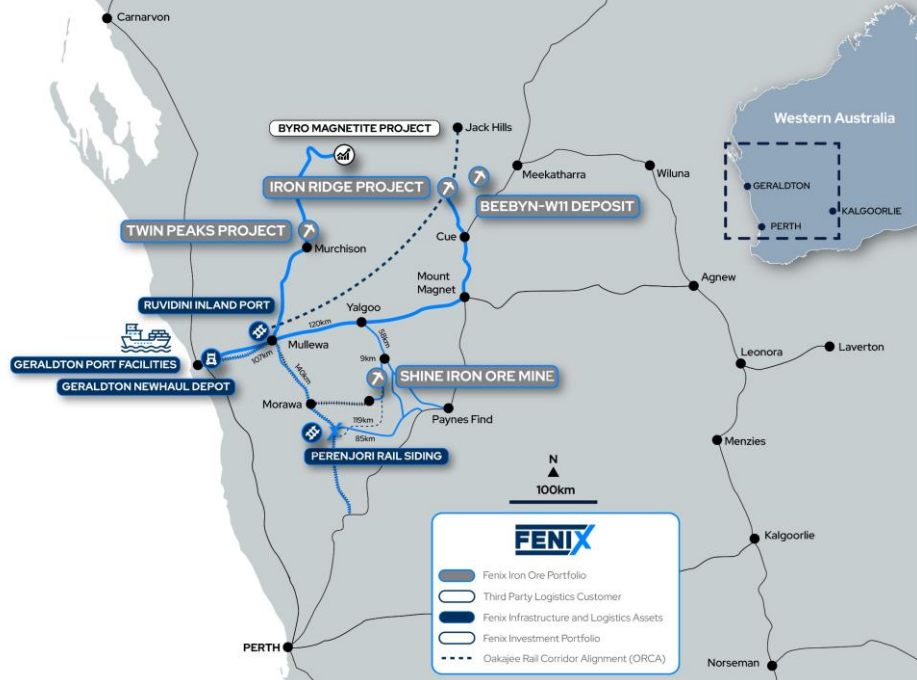 Carnarvon
Western Australia
BYRO MAGNETITE PROJECT
Jack Hills
Meekatharra
Wiluna
IRON RIDGE PROJECT
BEEBYN-W11 DEPOSIT
GERALDTON
KALGOORLIE
PERTH
TWIN PEAKS PROJECT
Murchison
Cue
Mount
Magnet
Agnew
RUVIDINI INLAND PORT
Yalgoo
120km
Mullewa
107km
58km
GERALDTON PORT FACILITIES
GERALDTON NEWHAUL DEPOT
140km
9km
SHINE IRON ORE MINE
Leonora
Laverton
Morawa
Paynes Find
119km
85km
PERENJORI RAIL SIDING
Menzies
N
100km
FENIX
Fenix Iron Ore Portfolio
Third Party Logistics Customer
Fenix Infrastructure and Logistics Assets
Fenix Investment Portfolio
Oakajee Rail Corridor Alignment (ORCA)
Kalgoorlie
PERTH
Norseman